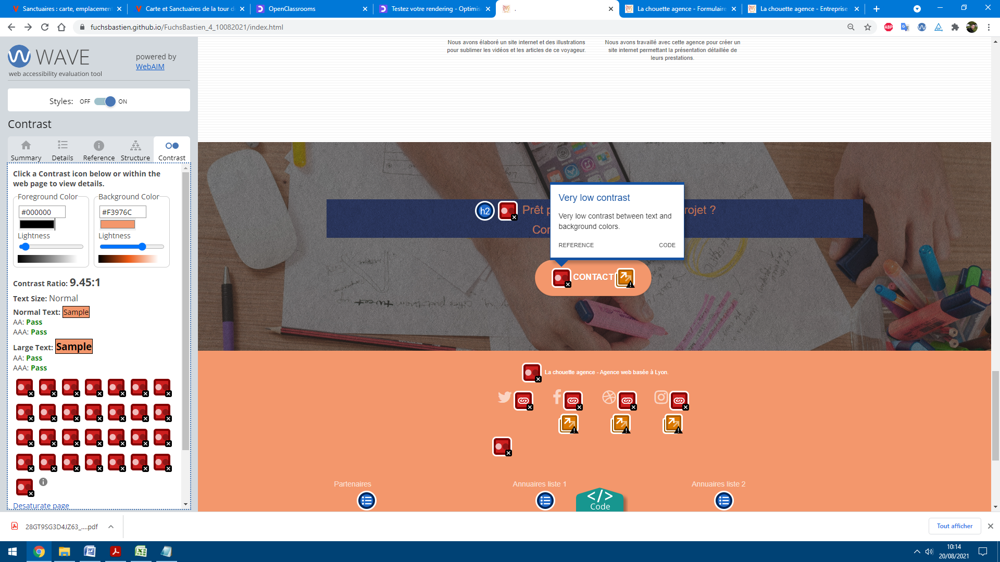 Sanctuaires : carte, emplacement
Carte et Sanctuaires de la tour d
OpenClassrooms
Testez votre rendering - Optimis
.
La chouette agence - Formulaire
La chouette agence - Entreprise
fuchsbastien.github.io/FuchsBastien_4_10082021/index.html
ABP
WAVE
powered by
WebAIM
web accessibility evaluation tool
Styles: OFF ON
Contrast
Summary Details Reference Structure Contrast
Click a Contrast icon below or within the
web page to view details.
Foreground Color Background Color
#000000 #F3976C
Lightness Lightness
Contrast Ratio: 9.45:1
Text Size: Normal
Normal Text: Sample
AA: Pass
AAA: Pass
Large Text: Sample
AA: Pass
AAA: Pass
Desaturate page
Nous avons élaboré un site internet et des illustrations
pour sublimer les vidéos et les articles de ce voyageur.
Nous avons travaillé avec cette agence pour créer un
site internet permettant la présentation détaillée de
leurs prestations.
h2
Prêt p
rojet ?
Con
Very low contrast
Very low contrast between text and
background colors.
REFERENCE CODE
CONTACT
tweet
La chouette agence - Agence web basée à Lyon.
Partenaires
Annuaires liste 1
Annuaires liste 2
</>
Code
28GT9SG3D4JZ63_....pdf
Tout afficher
10:14
20/08/2021